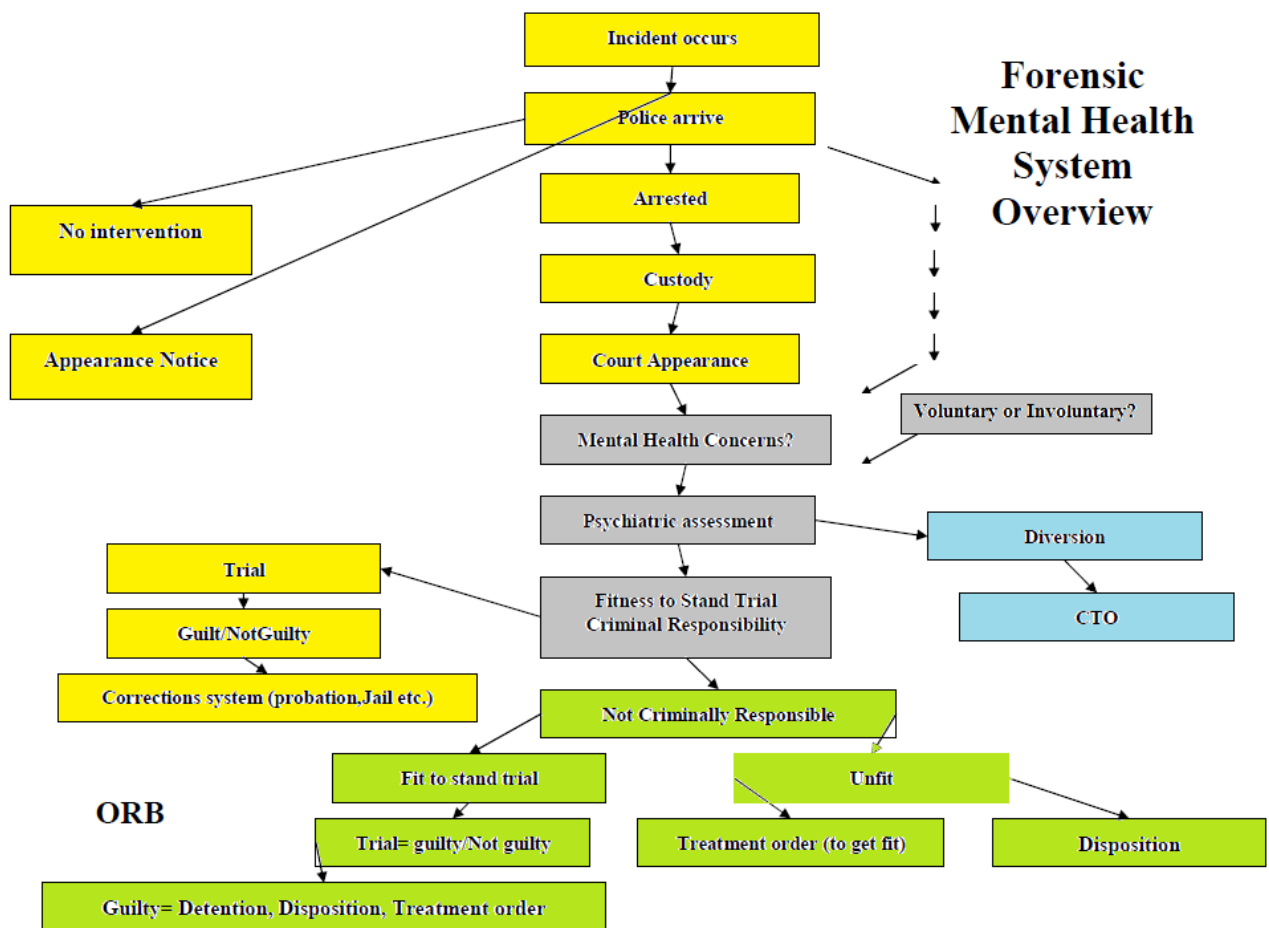 Incident occurs
Forensic
Mental Health
System
Overview
Police arrive
Arrested
No intervention
Custody
Appearance Notice
Court Appearance
Voluntary or Involuntary?
Mental Health Concerns?
Psychiatric assessment
Diversion
Trial
Fitness to Stand Trial
Criminal Responsibility
CTO
Guilt/NotGuilty
Corrections system (probation,Jail etc.)
Not Criminally Responsible
Fit to stand trial
Unfit
ORB
Trial= guilty/Not guilty
Treatment order (to get fit)
Disposition
Guilty= Detention, Disposition, Treatment order